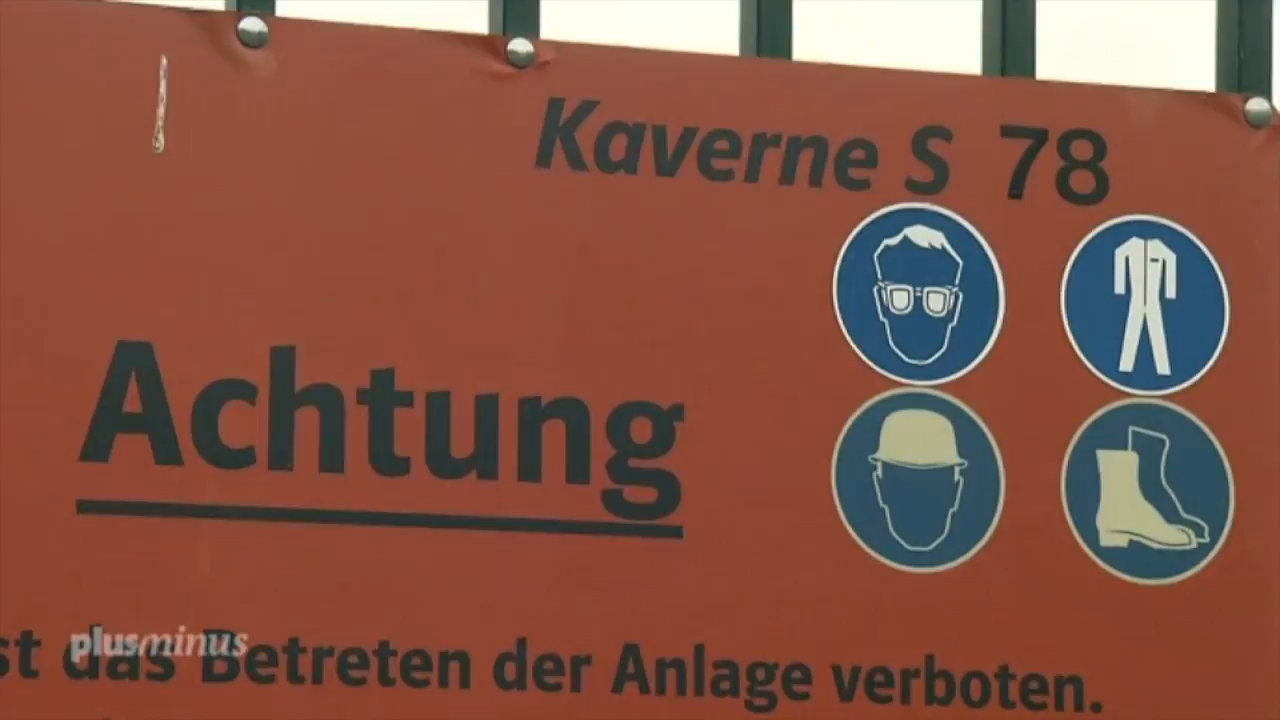 Kaverne S 78
Achtung
st das Betreten der Anlage verboten.
plusminus